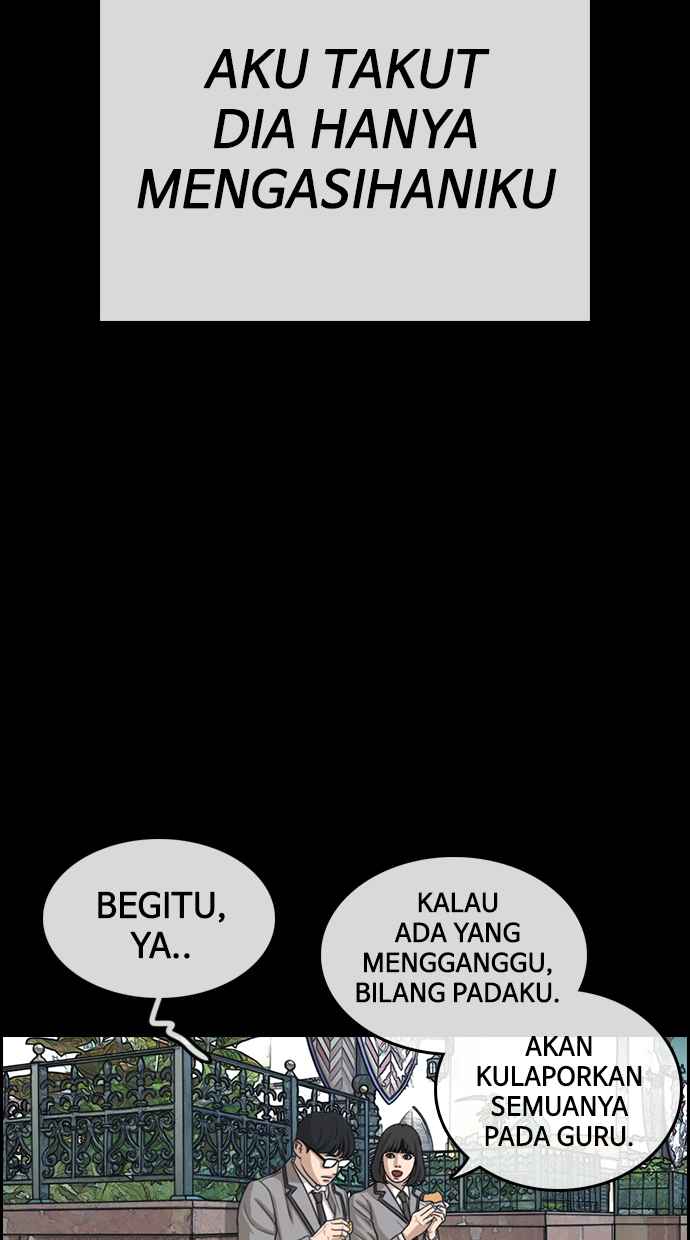 AKU TAKUT
DIA HANYA
MENGASIHANIKU
BEGITU,
YA..
KALAU
ADA YANG
MENGGANGGU,
BILANG PADAKU.
AKAN
KULAPORKAN
SEMUANYA
PADA GURU.